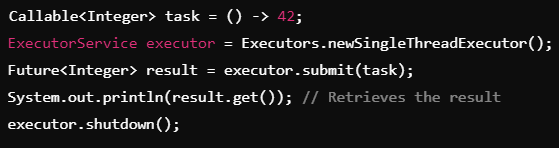 Callable<Integer> task = () -> 42;
ExecutorService executor = Executors.newSingleThreadExecutor();
Future<Integer> result = executor.submit(task);
System.out.println(result.get()); // Retrieves the result
executor.shutdown();